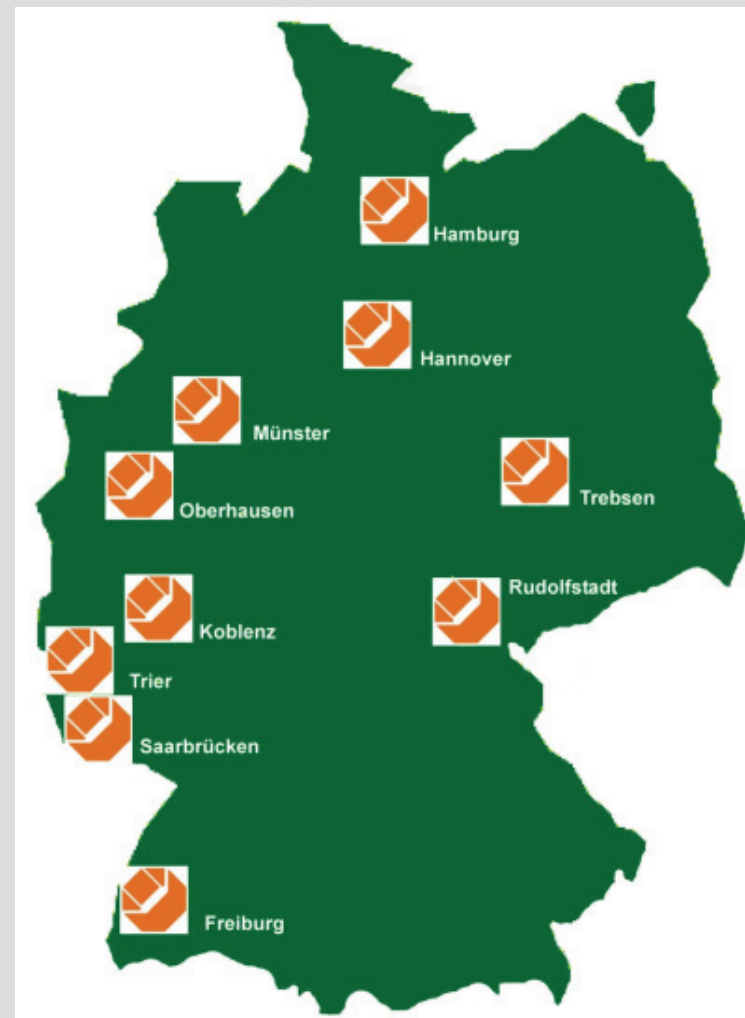 Hamburg
Hannover
Münster
Trebsen
Oberhausen
Rudolfstadt
Koblenz
Trier
Saarbrücken
Freiburg